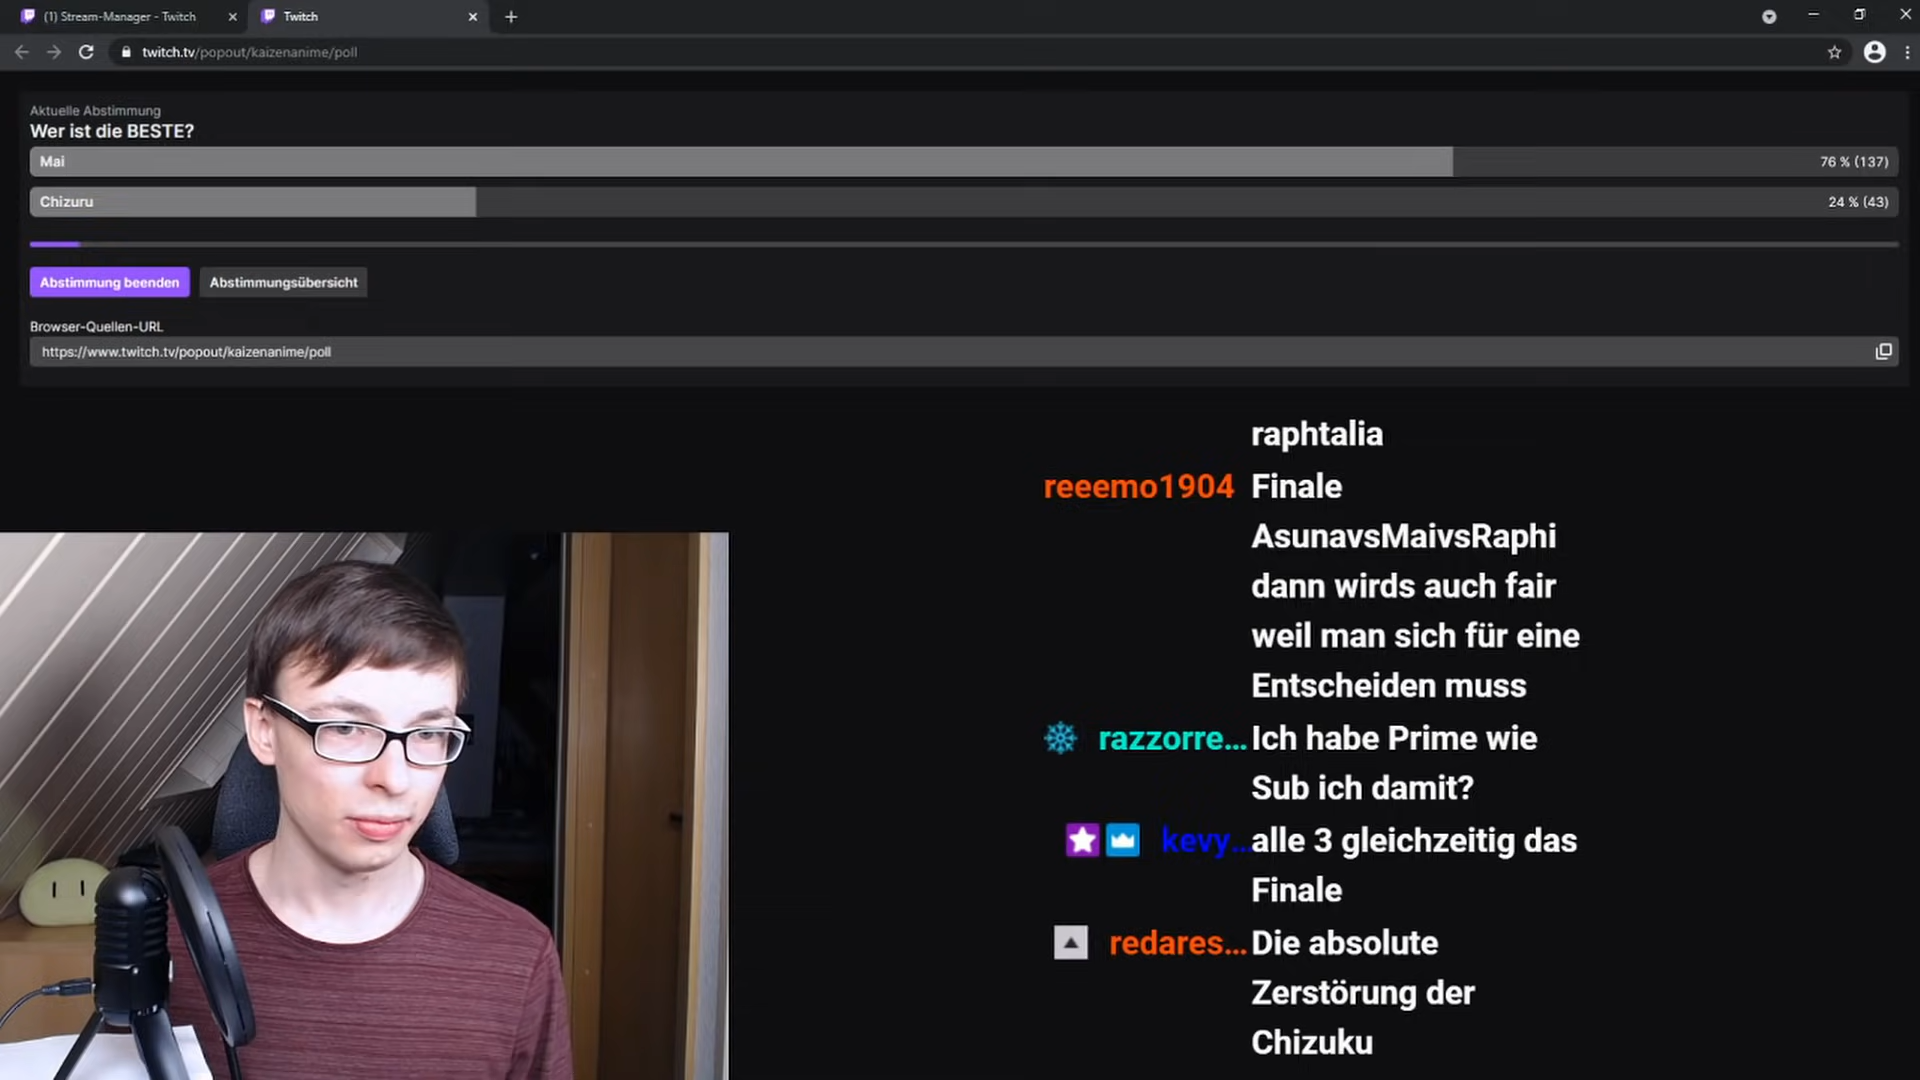 (1) Stream-Manager - Twitch
Twitch
twitch.tv/popout/kaizenanime/poll
Aktuelle Abstimmung
Wer ist die BESTE?
Mai 76 % (137)
Chizuru 24 % (43)
Abstimmung beenden Abstimmungsübersicht
Browser-Quellen-URL
https://www.twitch.tv/popout/kaizenanime/poll
raphtalia
reeemo1904 Finale
AsunavsMaivsRaphi
dann wirds auch fair
weil man sich für eine
Entscheiden muss
razzorre... Ich habe Prime wie
Sub ich damit?
kevy... alle 3 gleichzeitig das
Finale
redares... Die absolute
Zerstörung der
Chizuku